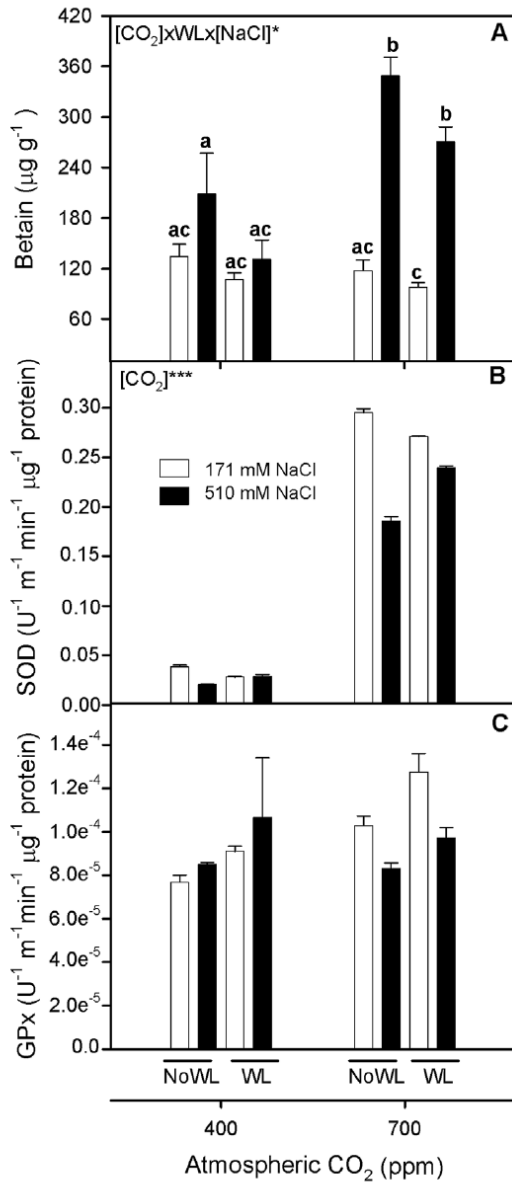 [CO₂]xWLx[NaCl]*
A
420
360
300
240
180
120
60
Betain (µg g⁻¹)
ac
a
ac
ac
ac
b
c
b
[CO₂]***
B
0.30
0.25
0.20
0.15
0.10
0.05
0.00
SOD (U⁻¹ m⁻¹ min⁻¹ µg⁻¹ protein)
171 mM NaCl
510 mM NaCl
C
1.4e⁻⁴
1.2e⁻⁴
1.0e⁻⁴
8.0e⁻⁵
6.0e⁻⁵
4.0e⁻⁵
2.0e⁻⁵
0.0
GPx (U⁻¹ m⁻¹min⁻¹ µg⁻¹ protein)
NoWL WL NoWL WL
400 700
Atmospheric CO₂ (ppm)